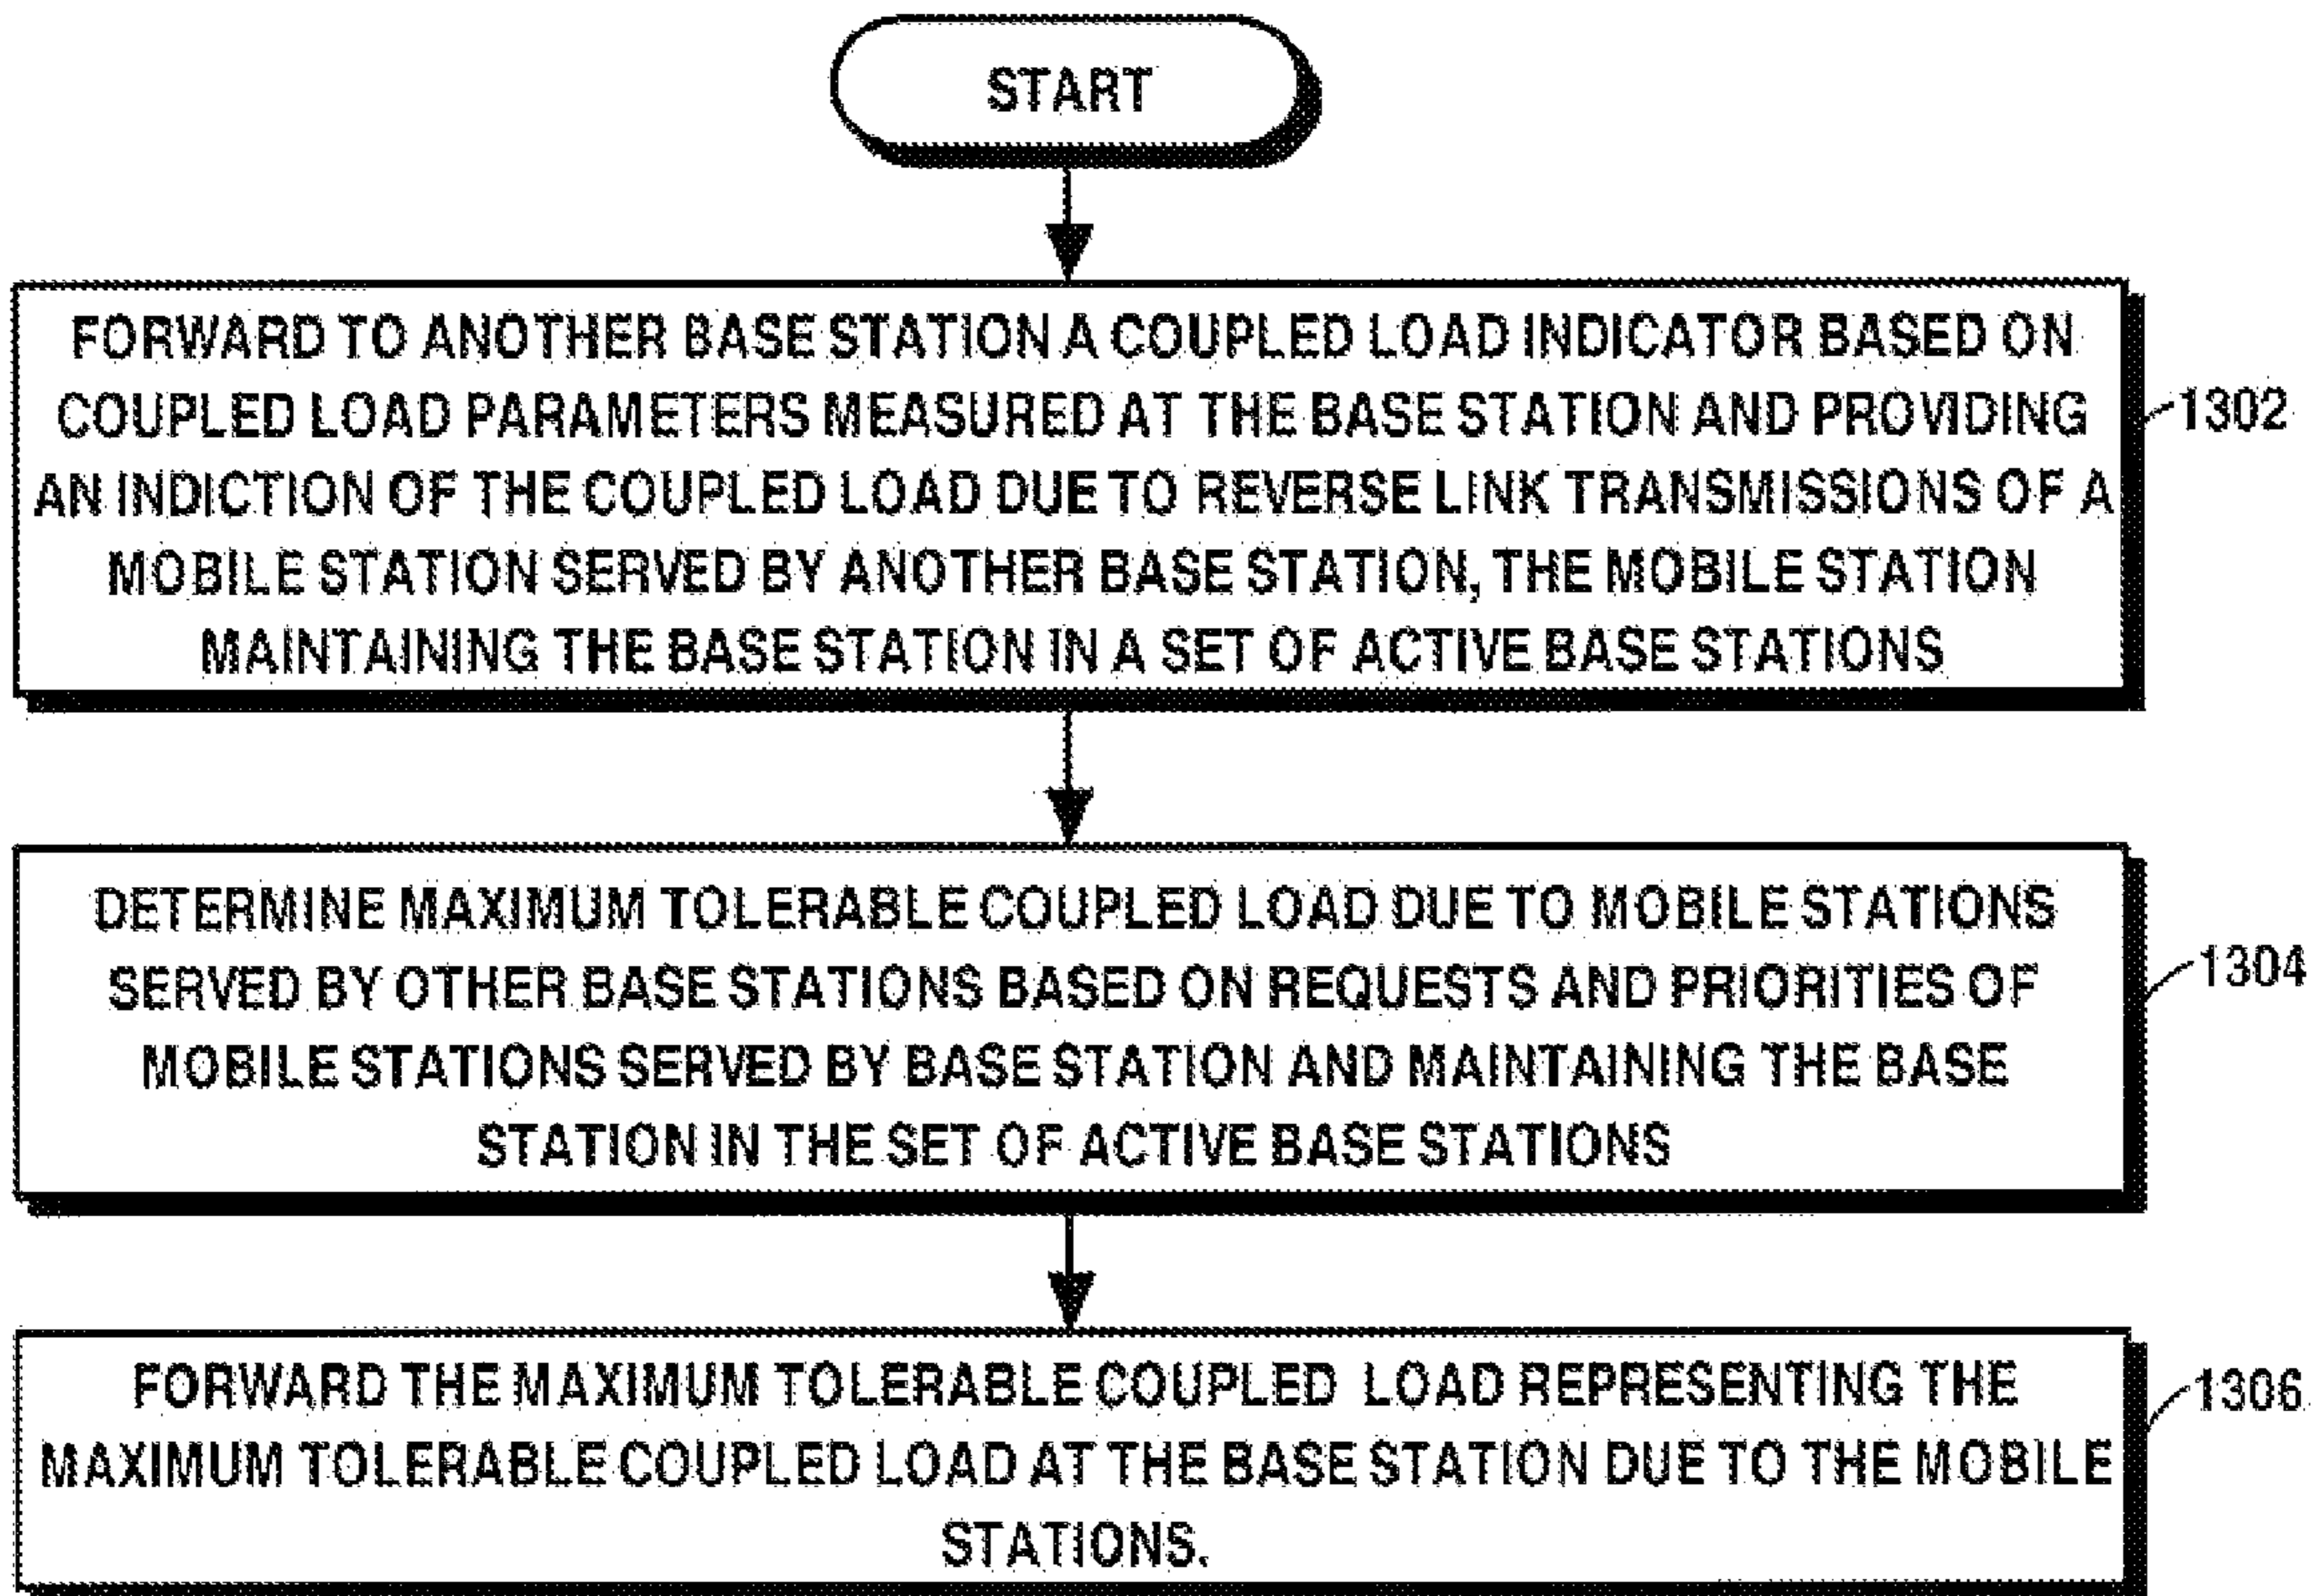 START
FORWARD TO ANOTHER BASE STATION A COUPLED LOAD INDICATOR BASED ON
COUPLED LOAD PARAMETERS MEASURED AT THE BASE STATION AND PROVIDING
AN INDICTION OF THE COUPLED LOAD DUE TO REVERSE LINK TRANSMISSIONS OF A
MOBILE STATION SERVED BY ANOTHER BASE STATION, THE MOBILE STATION
MAINTAINING THE BASE STATION IN A SET OF ACTIVE BASE STATIONS
1302
DETERMINE MAXIMUM TOLERABLE COUPLED LOAD DUE TO MOBILE STATIONS
SERVED BY OTHER BASE STATIONS BASED ON REQUESTS AND PRIORITIES OF
MOBILE STATIONS SERVED BY BASE STATION AND MAINTAINING THE BASE
STATION IN THE SET OF ACTIVE BASE STATIONS
1304
FORWARD THE MAXIMUM TOLERABLE COUPLED LOAD REPRESENTING THE
MAXIMUM TOLERABLE COUPLED LOAD AT THE BASE STATION DUE TO THE MOBILE
STATIONS.
1306